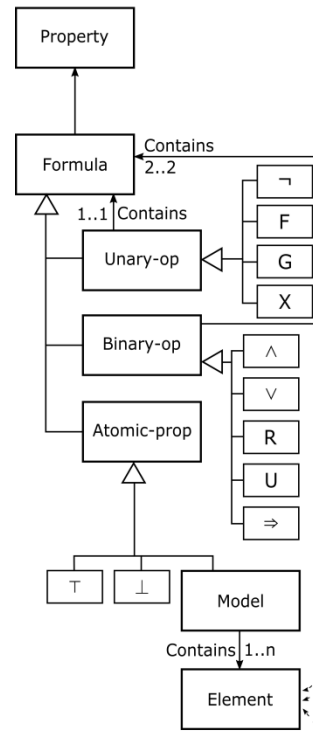 Property
Formula
Contains
2..2
1..1 Contains
¬
Unary-op
F
G
X
Binary-op
∧
∨
Atomic-prop
R
U
⇒
⊤
⊥
Model
Contains 1..n
Element